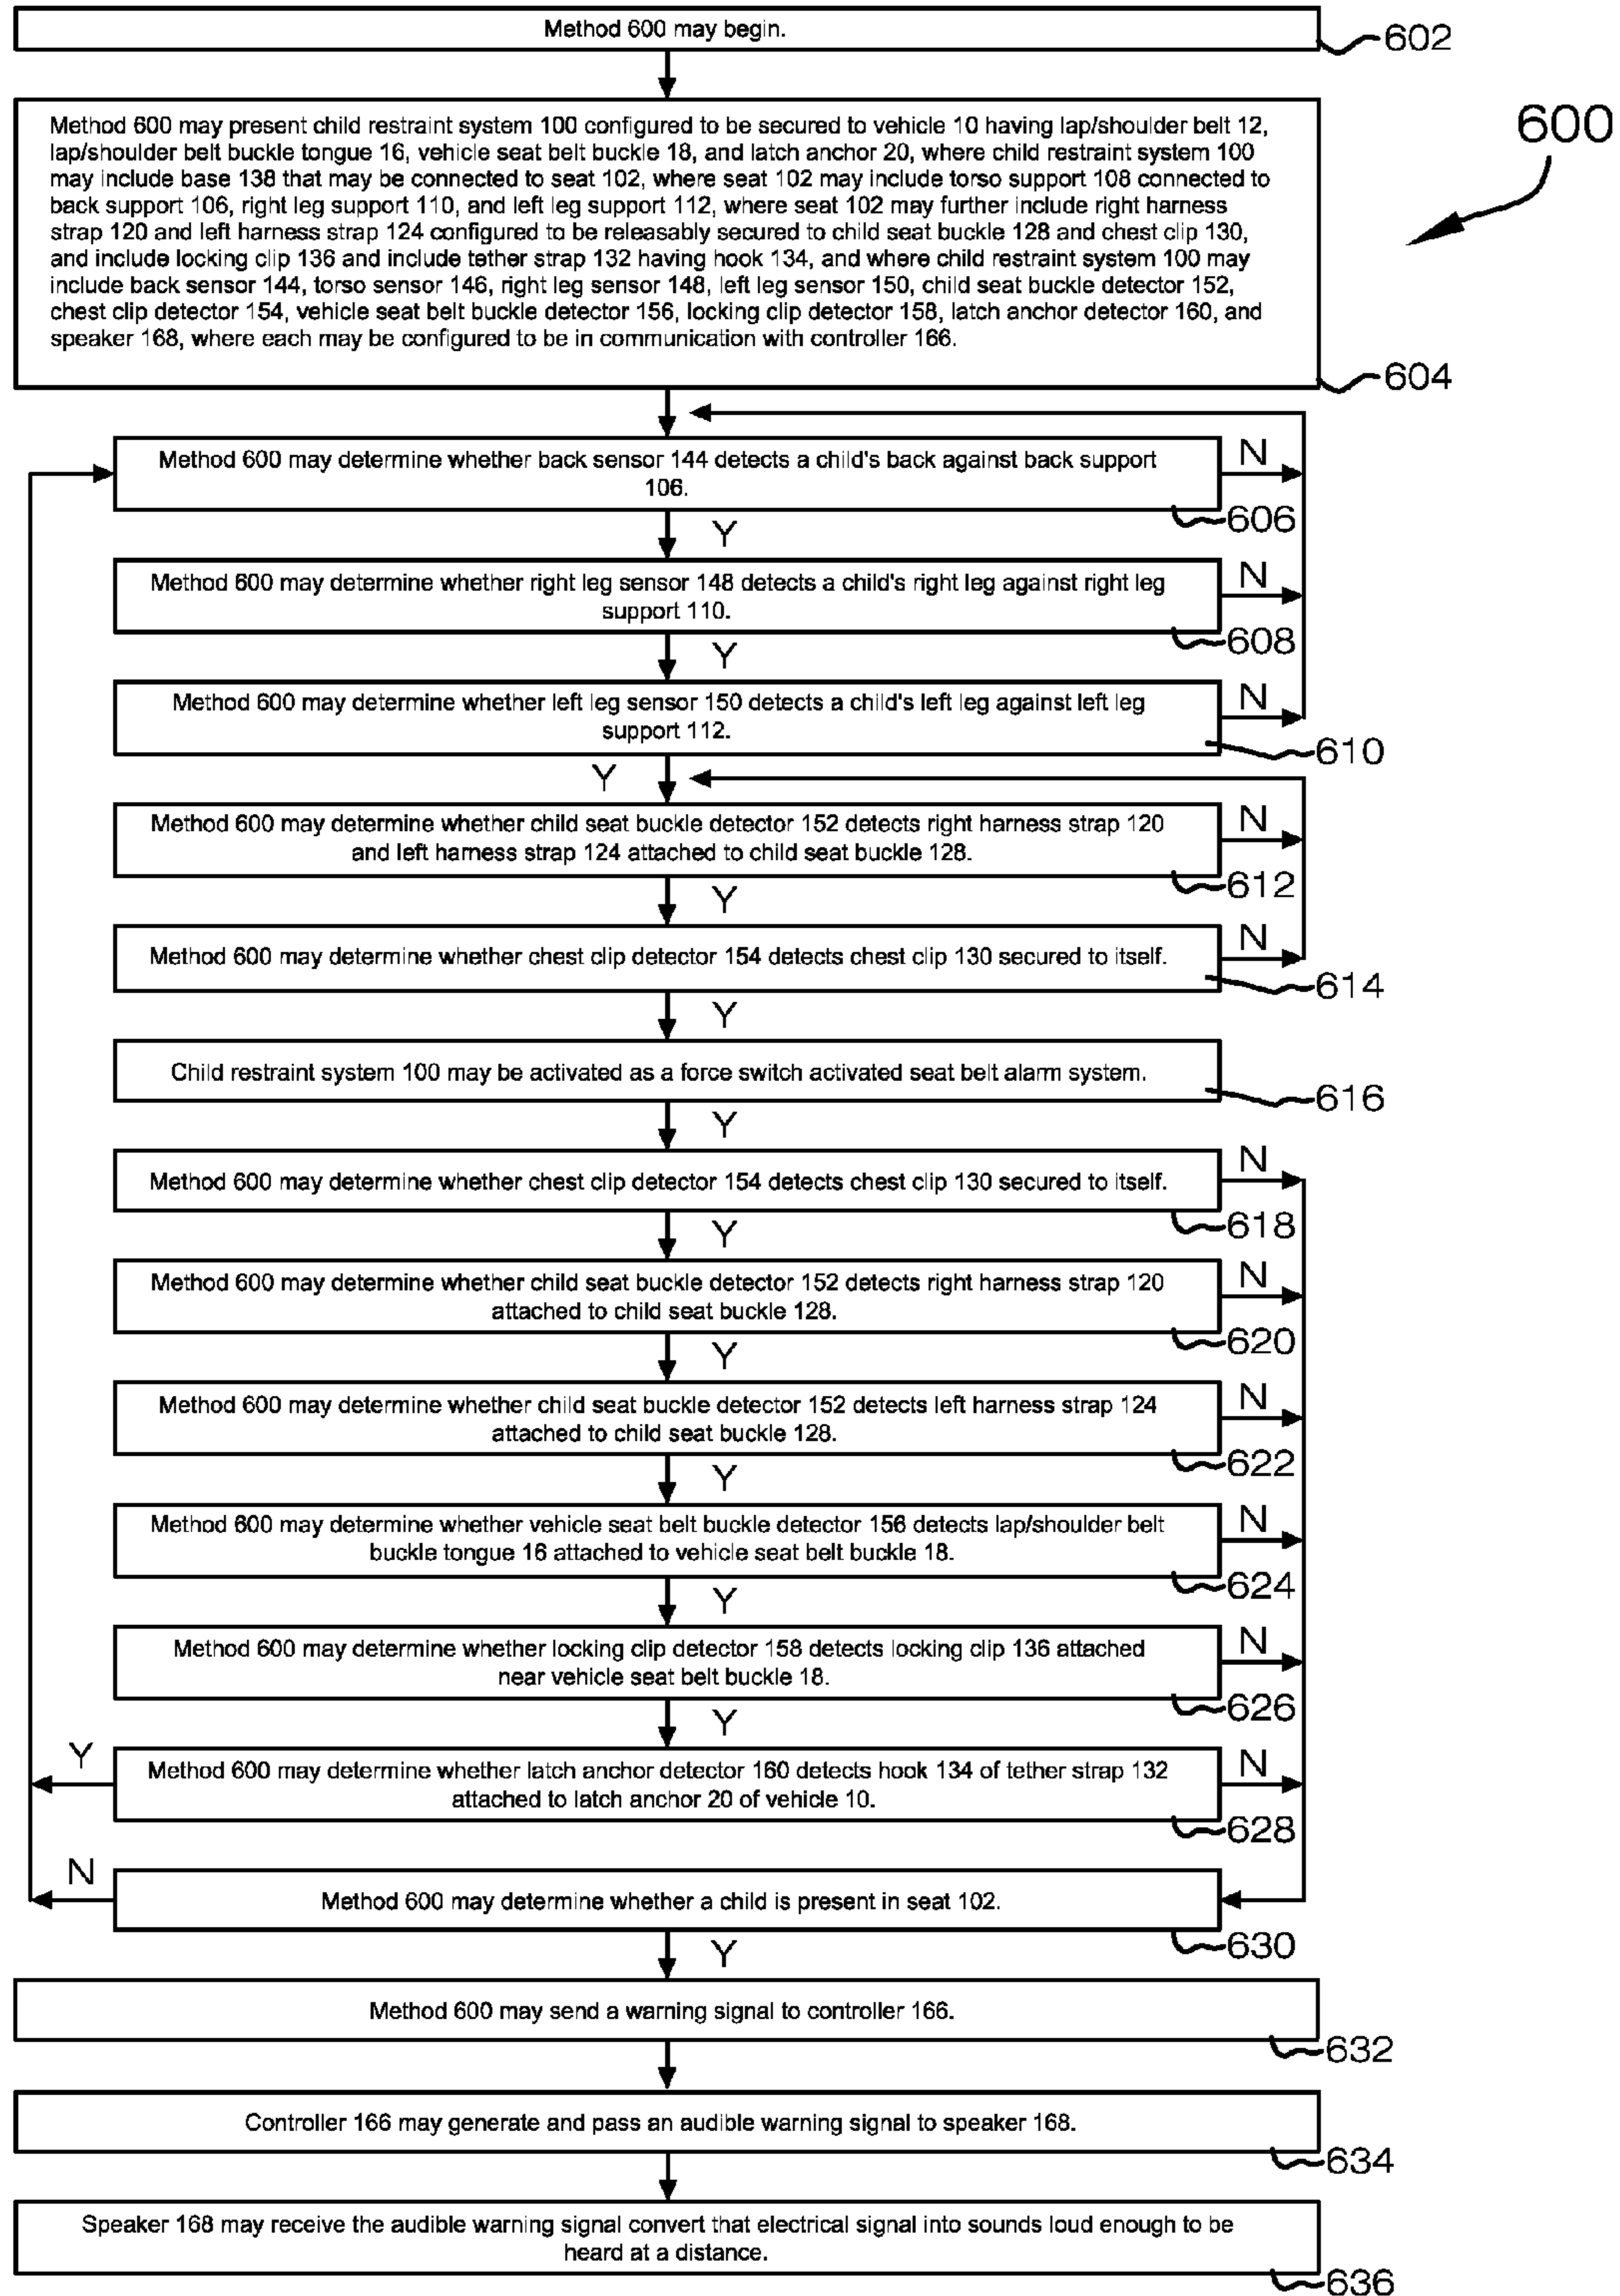 Method 600 may begin.
602
600
Method 600 may present child restraint system 100 configured to be secured to vehicle 10 having lap/shoulder belt 12,
lap/shoulder belt buckle tongue 16, vehicle seat belt buckle 18, and latch anchor 20, where child restraint system 100
may include base 138 that may be connected to seat 102, where seat 102 may include torso support 108 connected to
back support 106, right leg support 110, and left leg support 112, where seat 102 may further include right harness
strap 120 and left harness strap 124 configured to be releasably secured to child seat buckle 128 and chest clip 130,
and include locking clip 136 and include tether strap 132 having hook 134, and where child restraint system 100 may
include back sensor 144, torso sensor 146, right leg sensor 148, left leg sensor 150, child seat buckle detector 152,
chest clip detector 154, vehicle seat belt buckle detector 156, locking clip detector 158, latch anchor detector 160, and
speaker 168, where each may be configured to be in communication with controller 166.
604
Method 600 may determine whether back sensor 144 detects a child's back against back support
106.
N
606
Y
Method 600 may determine whether right leg sensor 148 detects a child's right leg against right leg
support 110.
N
608
Y
Method 600 may determine whether left leg sensor 150 detects a child's left leg against left leg
support 112.
N
610
Y
Method 600 may determine whether child seat buckle detector 152 detects right harness strap 120
and left harness strap 124 attached to child seat buckle 128.
N
612
Y
Method 600 may determine whether chest clip detector 154 detects chest clip 130 secured to itself.
N
614
Y
Child restraint system 100 may be activated as a force switch activated seat belt alarm system.
616
Y
Method 600 may determine whether chest clip detector 154 detects chest clip 130 secured to itself.
N
618
Y
Method 600 may determine whether child seat buckle detector 152 detects right harness strap 120
attached to child seat buckle 128.
N
620
Y
Method 600 may determine whether child seat buckle detector 152 detects left harness strap 124
attached to child seat buckle 128.
N
622
Y
Method 600 may determine whether vehicle seat belt buckle detector 156 detects lap/shoulder belt
buckle tongue 16 attached to vehicle seat belt buckle 18.
N
624
Y
Method 600 may determine whether locking clip detector 158 detects locking clip 136 attached
near vehicle seat belt buckle 18.
N
626
Y
Y
Method 600 may determine whether latch anchor detector 160 detects hook 134 of tether strap 132
attached to latch anchor 20 of vehicle 10.
N
628
N
Method 600 may determine whether a child is present in seat 102.
630
Y
Method 600 may send a warning signal to controller 166.
632
Controller 166 may generate and pass an audible warning signal to speaker 168.
634
Speaker 168 may receive the audible warning signal convert that electrical signal into sounds loud enough to be
heard at a distance.
636